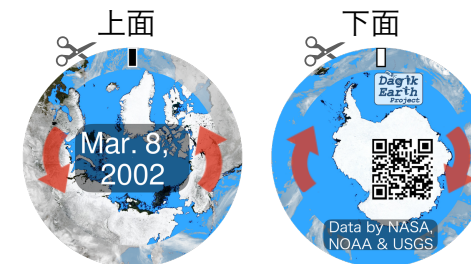 上面
下面
Mar. 8,
2002
Dagik
Earth
Project
Data by NASA,
NOAA & USGS